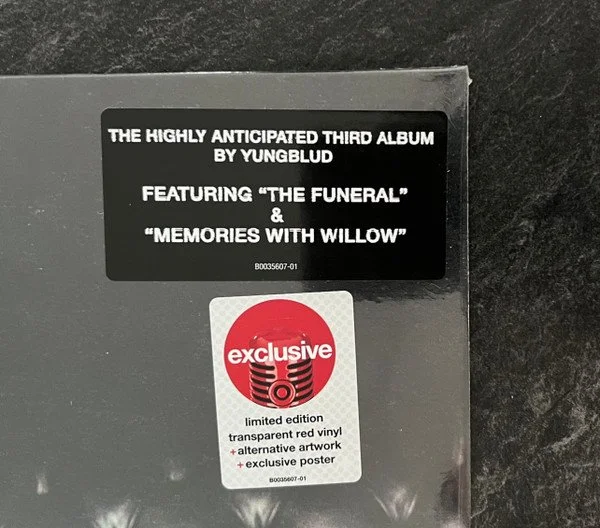 THE HIGHLY ANTICIPATED THIRD ALBUM
BY YUNGBLUD
FEATURING “THE FUNERAL”
&
“MEMORIES WITH WILLOW”
B0035607-01
exclusive
limited edition
transparent red vinyl
+alternative artwork
+exclusive poster
B0035607-01